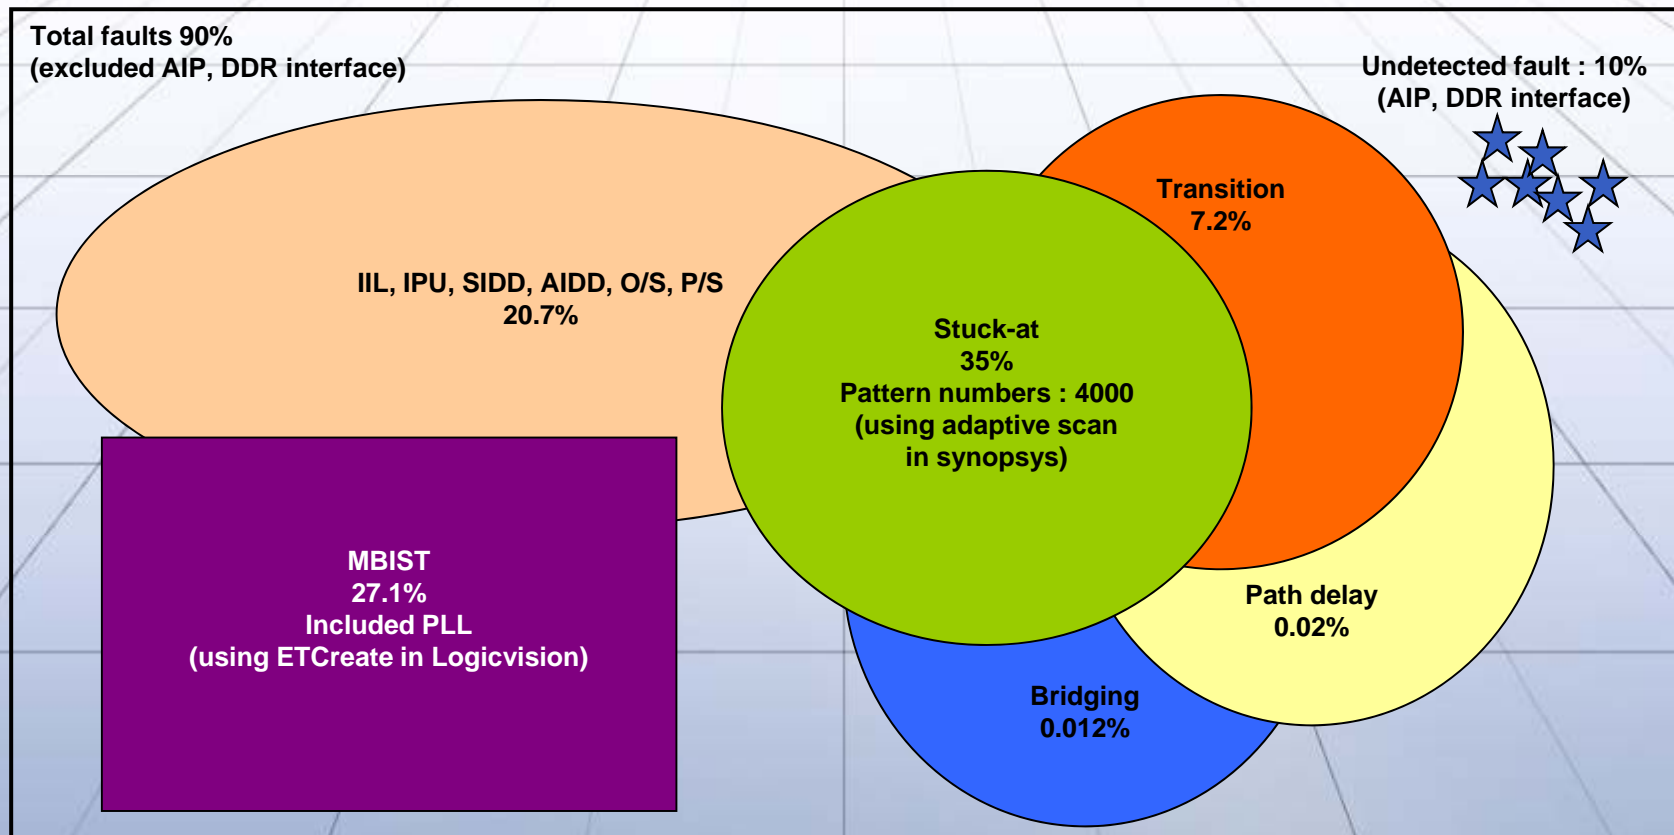 Total faults 90%
(excluded AIP, DDR interface)
Undetected fault : 10%
(AIP, DDR interface)
Transition
7.2%
IIL, IPU, SIDD, AIDD, O/S, P/S
20.7%
Stuck-at
35%
Pattern numbers : 4000
(using adaptive scan
in synopsys)
MBIST
27.1%
Included PLL
(using ETCreate in Logicvision)
Path delay
0.02%
Bridging
0.012%